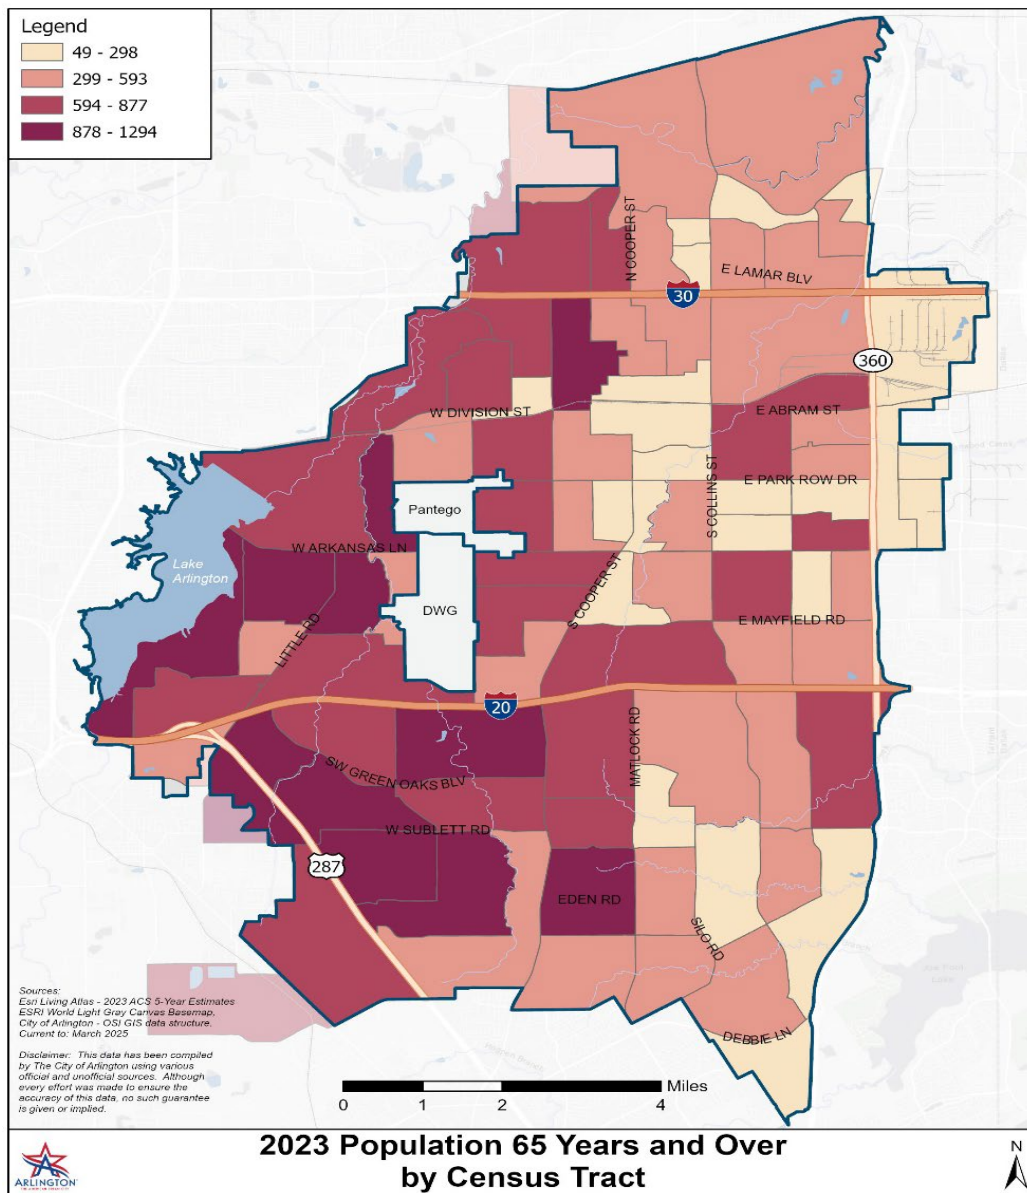 Legend
49 - 298
299 - 593
594 - 877
878 - 1294
N COOPER ST
E LAMAR BLV
30
360
W DIVISION ST
E ABRAM ST
S COLLINS ST
E PARK ROW DR
Pantego
W ARKANSAS LN
Lake
Arlington
DWG
S COOPER ST
E MAYFIELD RD
LITTLE RD
20
MATLOCK RD
SW GREEN OAKS BLV
W SUBLETT RD
287
EDEN RD
SILO RD
DEBBIE LN
Sources:
Esri Living Atlas - 2023 ACS 5-Year Estimates
ESRI World Light Gray Canvas Basemap,
City of Arlington - OSI GIS data structure,
Current to: March 2025
Disclaimer: This data has been compiled
by The City of Arlington using various
official and unofficial sources. Although
every effort was made to ensure the
accuracy of this data, no such guarantee
is given or implied.
Miles
0 1 2 4
2023 Population 65 Years and Over
by Census Tract
ARLINGTON
N